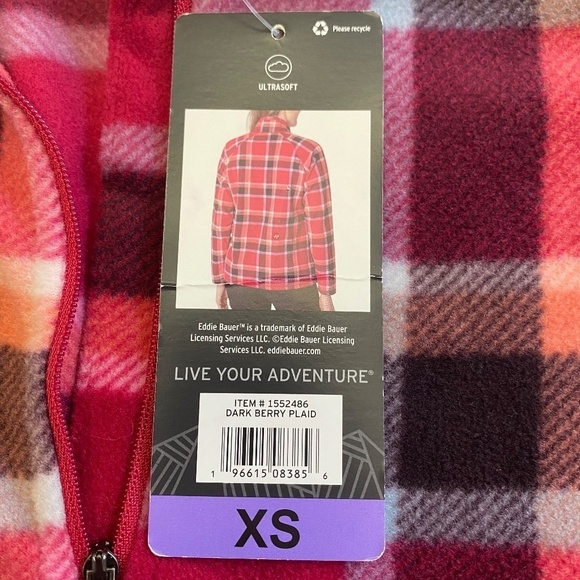 Please recycle
ULTRASOFT
Eddie Bauer™ is a trademark of Eddie Bauer
Licensing Services LLC. ©Eddie Bauer Licensing
Services LLC. eddiebauer.com
LIVE YOUR ADVENTURE®
ITEM # 1552486
DARK BERRY PLAID
1 96615 08385 6
XS